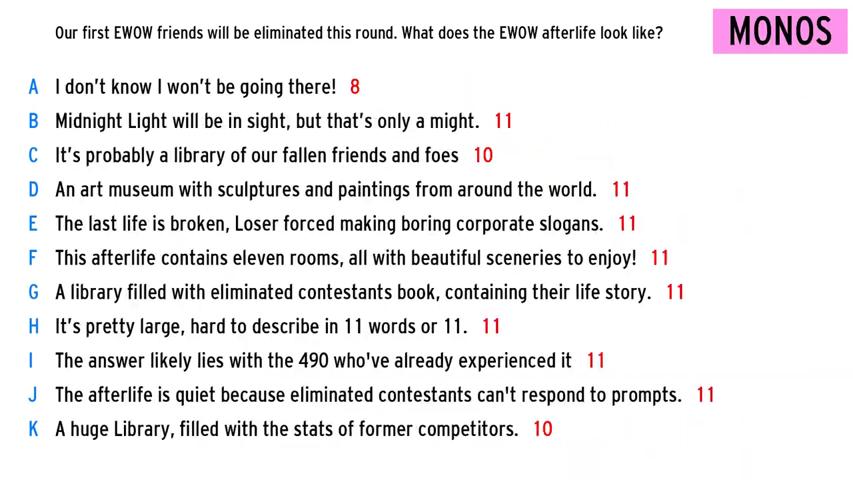 Our first EWOW friends will be eliminated this round. What does the EWOW afterlife look like?
MONOS
A I don't know I won't be going there! 8
B Midnight Light will be in sight, but that's only a might. 11
C It's probably a library of our fallen friends and foes 10
D An art museum with sculptures and paintings from around the world. 11
E The last life is broken, Loser forced making boring corporate slogans. 11
F This afterlife contains eleven rooms, all with beautiful sceneries to enjoy! 11
G A library filled with eliminated contestants book, containing their life story. 11
H It's pretty large, hard to describe in 11 words or 11. 11
I The answer likely lies with the 490 who've already experienced it 11
J The afterlife is quiet because eliminated contestants can't respond to prompts. 11
K A huge Library, filled with the stats of former competitors. 10